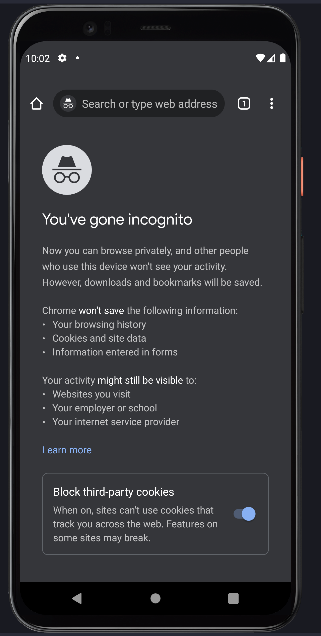 10:02
Search or type web address
1
You've gone incognito
Now you can browse privately, and other people
who use this device won't see your activity.
However, downloads and bookmarks will be saved.
Chrome won't save the following information:
• Your browsing history
• Cookies and site data
• Information entered in forms
Your activity might still be visible to:
• Websites you visit
• Your employer or school
• Your internet service provider
Learn more
Block third-party cookies
When on, sites can't use cookies that
track you across the web. Features on
some sites may break.